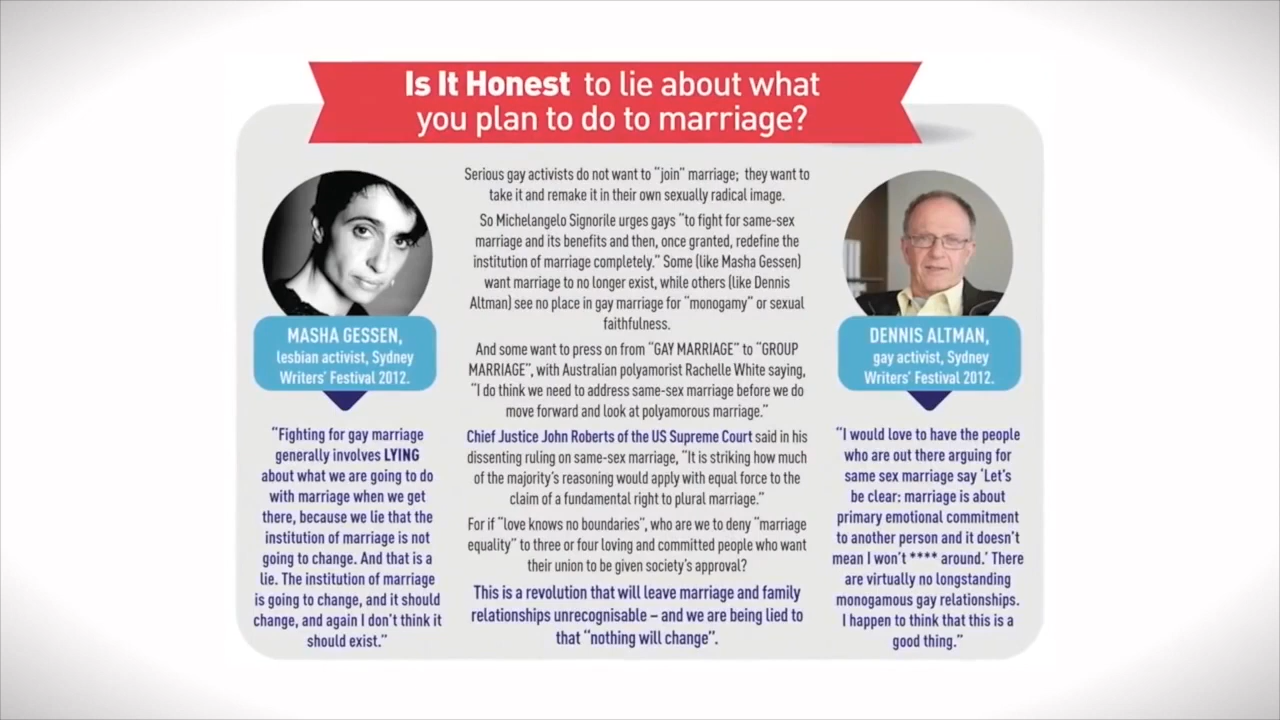 Is It Honest to lie about what
you plan to do to marriage?
MASHA GESSEN,
lesbian activist, Sydney
Writers' Festival 2012.
"Fighting for gay marriage
generally involves LYING
about what we are going to do
with marriage when we get
there, because we lie that the
institution of marriage is not
going to change. And that is a
lie. The institution of marriage
is going to change, and it should
change, and again I don't think it
should exist."
Serious gay activists do not want to "join" marriage; they want to
take it and remake it in their own sexually radical image.
So Michelangelo Signorile urges gays "to fight for same-sex
marriage and its benefits and then, once granted, redefine the
institution of marriage completely." Some (like Masha Gessen)
want marriage to no longer exist, while others (like Dennis
Altman) see no place in gay marriage for "monogamy" or sexual
faithfulness.
And some want to press on from "GAY MARRIAGE" to "GROUP
MARRIAGE", with Australian polyamorist Rachelle White saying,
"I do think we need to address same-sex marriage before we do
move forward and look at polyamorous marriage."
Chief Justice John Roberts of the US Supreme Court said in his
dissenting ruling on same-sex marriage, "It is striking how much
of the majority's reasoning would apply with equal force to the
claim of a fundamental right to plural marriage."
For if "love knows no boundaries", who are we to deny "marriage
equality" to three or four loving and committed people who want
their union to be given society's approval?
This is a revolution that will leave marriage and family
relationships unrecognisable – and we are being lied to
that "nothing will change".
DENNIS ALTMAN,
gay activist, Sydney
Writers' Festival 2012.
"I would love to have the people
who are out there arguing for
same sex marriage say 'Let's
be clear: marriage is about
primary emotional commitment
to another person and it doesn't
mean I won't **** around.' There
are virtually no longstanding
monogamous gay relationships.
I happen to think that this is a
good thing."